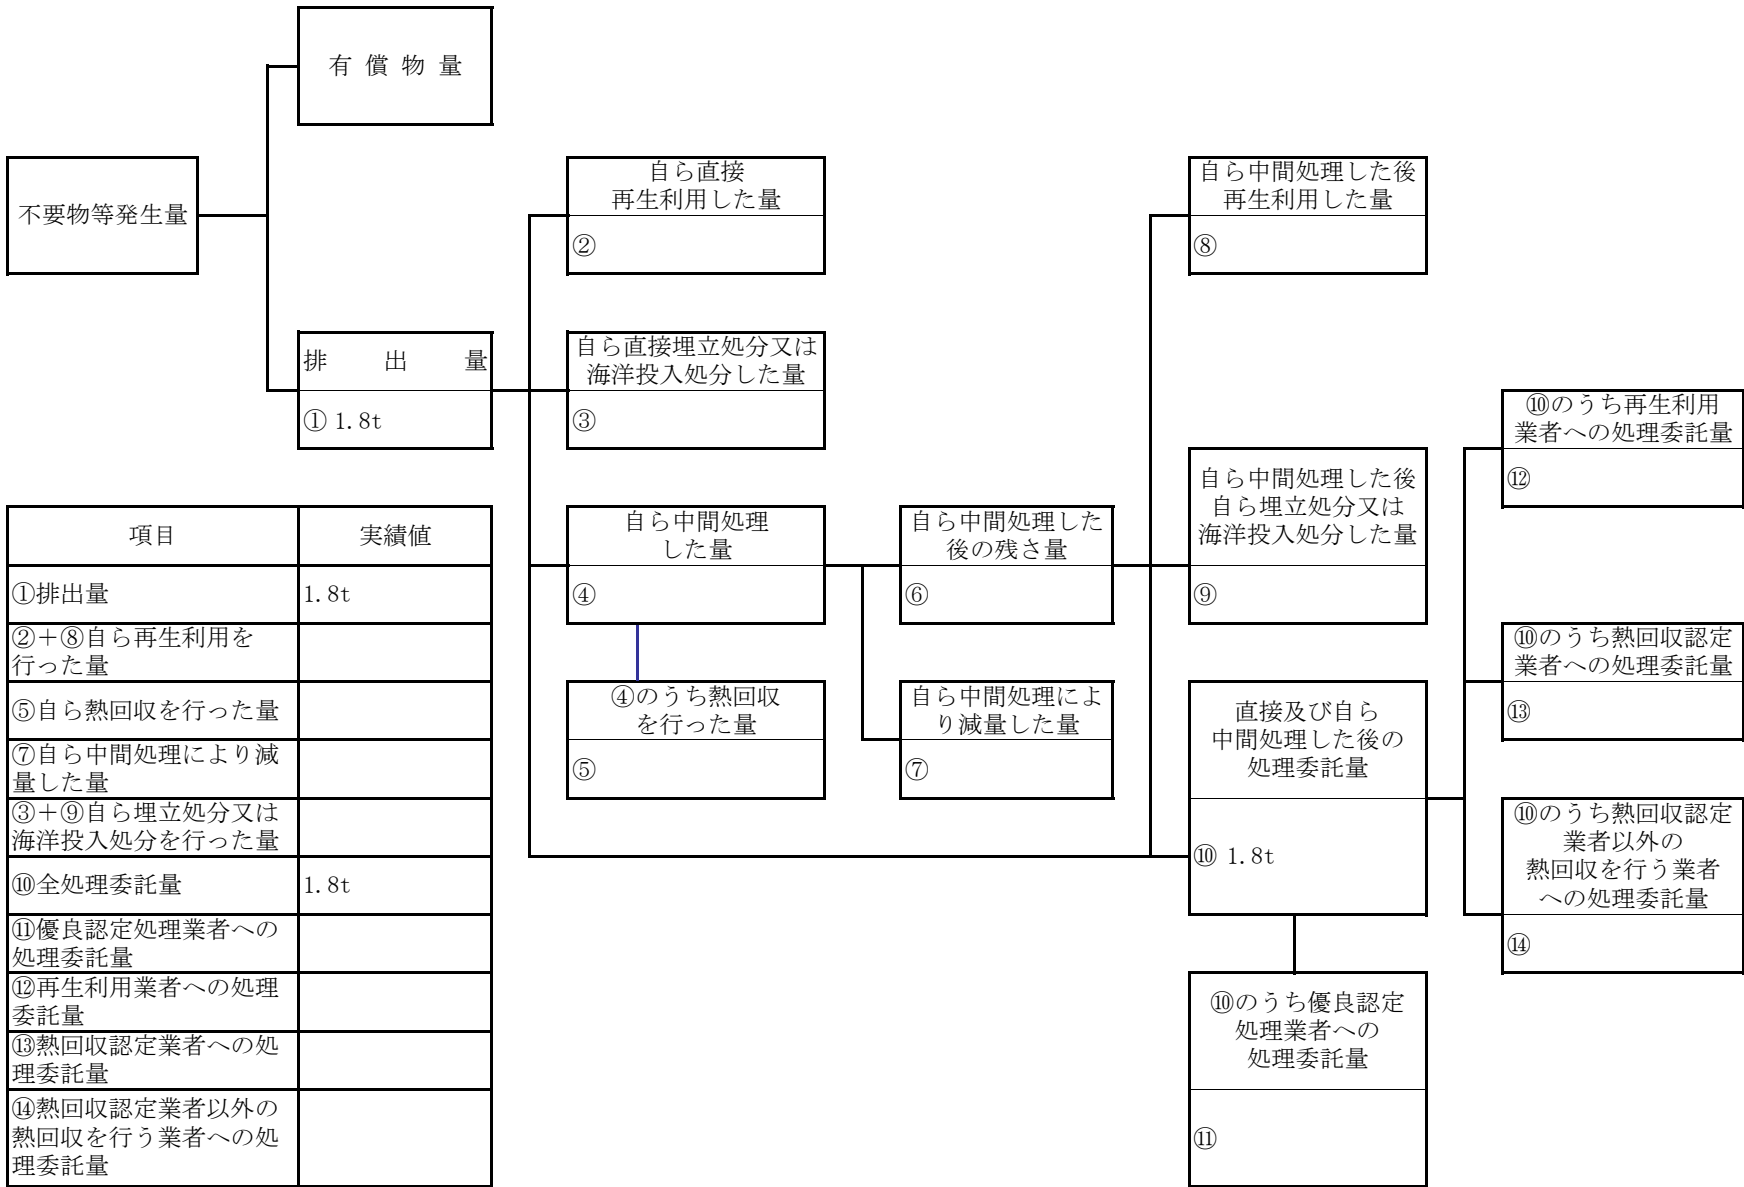 有償物量
不要物等発生量
自ら直接
再生利用した量
②
自ら中間処理した後
再生利用した量
⑧
排出量
① 1.8t
自ら直接埋立処分又は
海洋投入処分した量
③
⑩のうち再生利用
業者への処理委託量
⑫
自ら中間処理した後
自ら埋立処分又は
海洋投入処分した量
⑨
自ら中間処理
した量
④
自ら中間処理した
後の残さ量
⑥
⑩のうち熱回収認定
業者への処理委託量
⑬
④のうち熱回収
を行った量
⑤
自ら中間処理によ
り減量した量
⑦
直接及び自ら
中間処理した後の
処理委託量
⑩ 1.8t
⑩のうち熱回収認定
業者以外の
熱回収を行う業者
への処理委託量
⑭
⑩のうち優良認定
処理業者への
処理委託量
⑪
項目 実績値
①排出量 1.8t
②+⑧自ら再生利用を
行った量
⑤自ら熱回収を行った量
⑦自ら中間処理により減
量した量
③+⑨自ら埋立処分又は
海洋投入処分を行った量
⑩全処理委託量 1.8t
⑪優良認定処理業者への
処理委託量
⑫再生利用業者への処理
委託量
⑬熱回収認定業者への処
理委託量
⑭熱回収認定業者以外の
熱回収を行う業者への処
理委託量